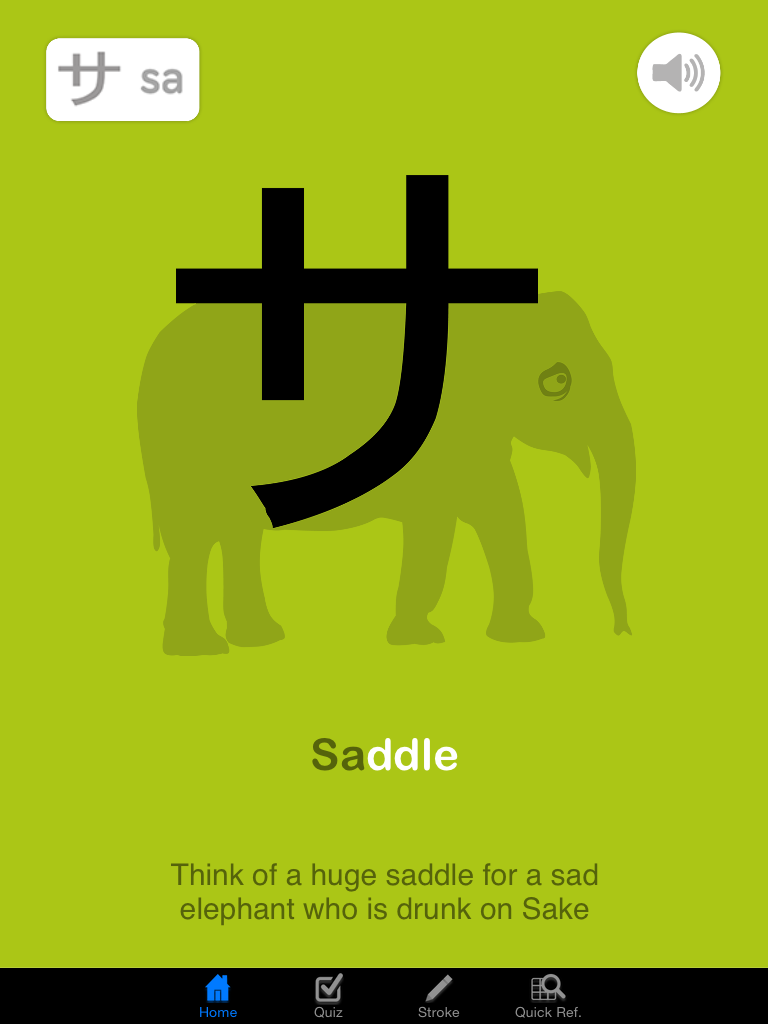 サ sa
サ
Saddle
Think of a huge saddle for a sad
elephant who is drunk on Sake
Home Quiz Stroke Quick Ref.